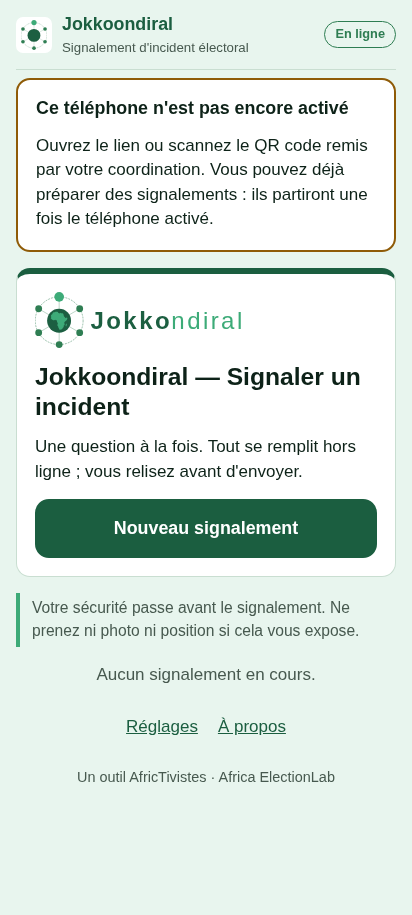 Jokkoondiral
Signalement d'incident électoral
En ligne
Ce téléphone n'est pas encore activé
Ouvrez le lien ou scannez le QR code remis
par votre coordination. Vous pouvez déjà
préparer des signalements : ils partiront une
fois le téléphone activé.
Jokkondiral
Jokkoondiral — Signaler un
incident
Une question à la fois. Tout se remplit hors
ligne ; vous relisez avant d'envoyer.
Nouveau signalement
Votre sécurité passe avant le signalement. Ne
prenez ni photo ni position si cela vous expose.
Aucun signalement en cours.
Réglages À propos
Un outil AfricTivistes · Africa ElectionLab